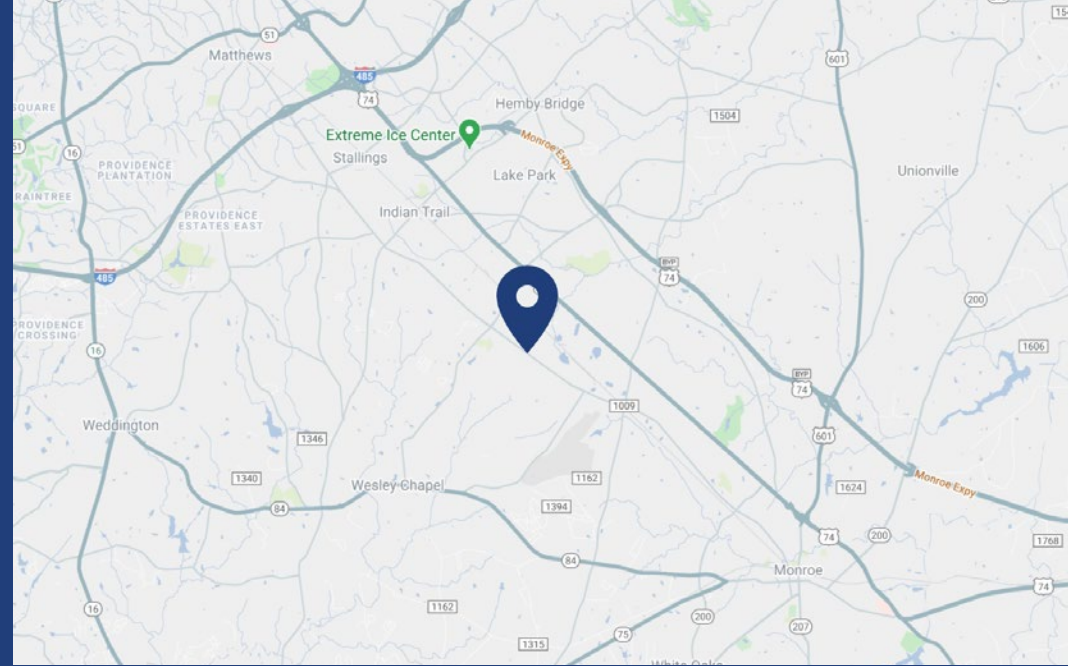 1504
601
51
Matthews
485
74
Hemby Bridge
SQUARE
Extreme Ice Center
Monroe Expy
51
16
Stallings
PROVIDENCE
PLANTATION
Lake Park
Unionville
RAINTREE
Indian Trail
PROVIDENCE
ESTATES EAST
BYP
74
485
200
PROVIDENCE
CROSSING
16
1606
BYP
74
1009
Weddington
1346
601
1340
Wesley Chapel
1162
1624
Monroe Expy
84
1394
74
200
1768
84
Monroe
74
16
1162
200
207
75
1315